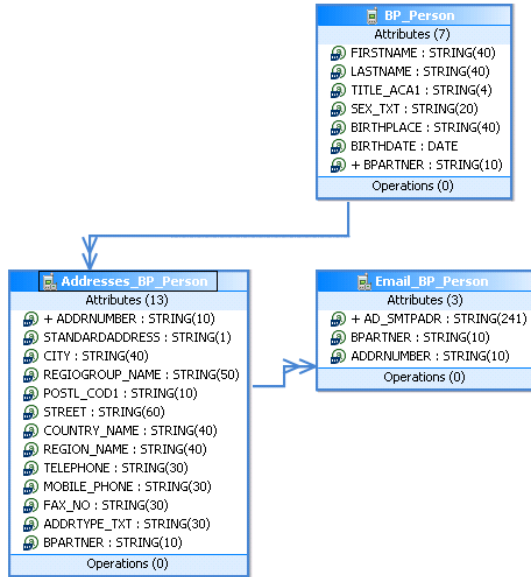 BP_Person
Attributes (7)
FIRSTNAME : STRING(40)
LASTNAME : STRING(40)
TITLE_ACA1 : STRING(4)
SEX_TXT : STRING(20)
BIRTHPLACE : STRING(40)
BIRTHDATE : DATE
+ BPARTNER : STRING(10)
Operations (0)
Addresses_BP_Person
Attributes (13)
+ ADDRNUMBER : STRING(10)
STANDARDADDRESS : STRING(1)
CITY : STRING(40)
REGIOGROUP_NAME : STRING(50)
POSTL_COD1 : STRING(10)
STREET : STRING(60)
COUNTRY_NAME : STRING(40)
REGION_NAME : STRING(40)
TELEPHONE : STRING(30)
MOBILE_PHONE : STRING(30)
FAX_NO : STRING(30)
ADDRTYPE_TXT : STRING(30)
BPARTNER : STRING(10)
Operations (0)
Email_BP_Person
Attributes (3)
+ AD_SMTPADR : STRING(241)
BPARTNER : STRING(10)
ADDRNUMBER : STRING(10)
Operations (0)